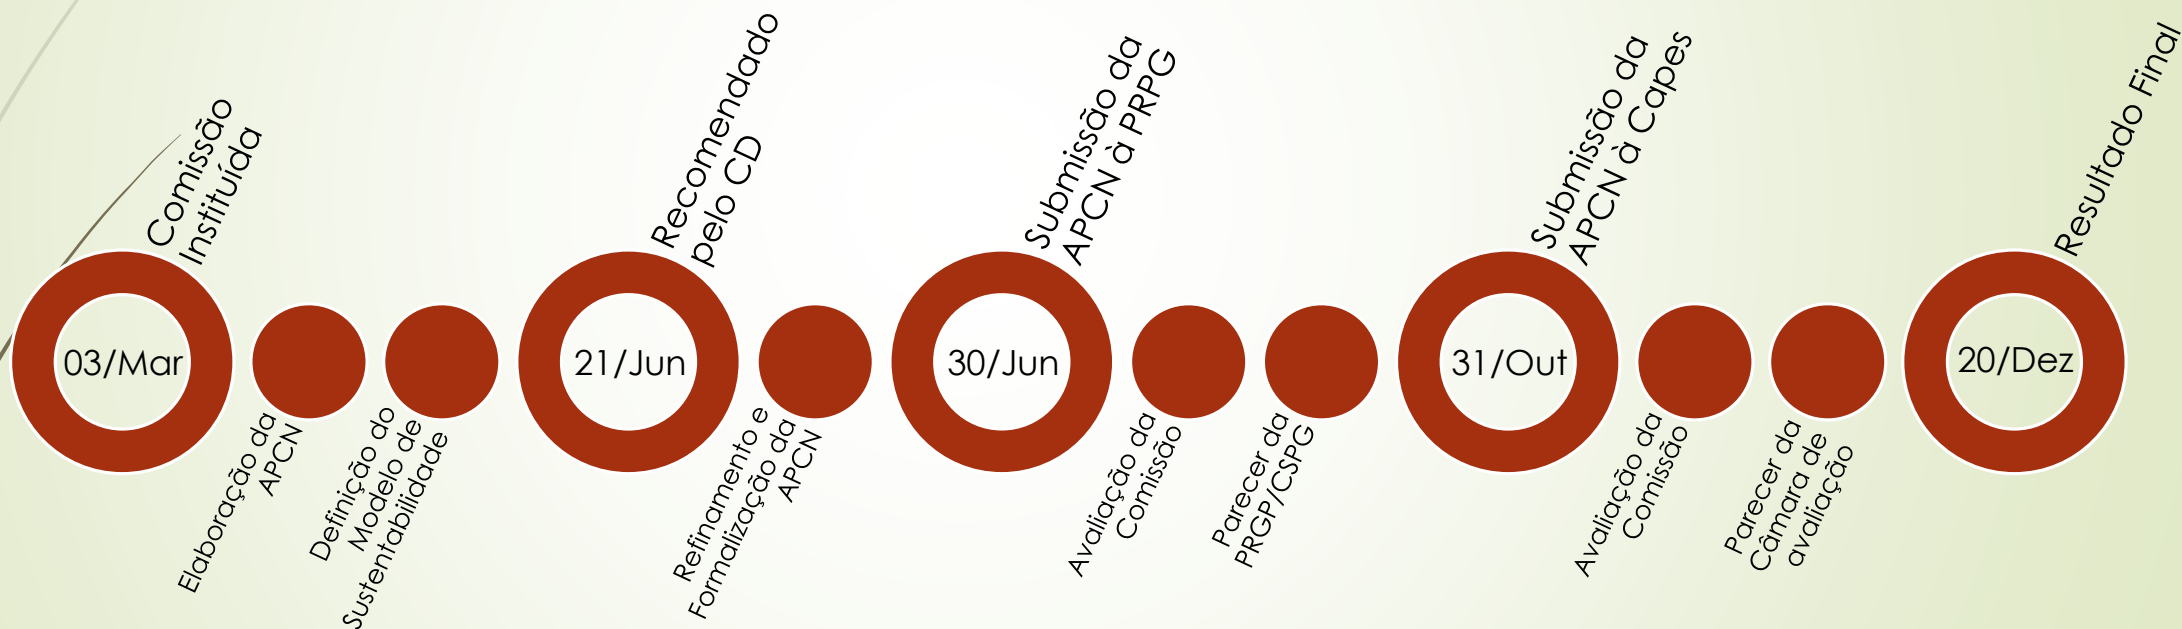 Comissão
Instituída
03/Mar
Elaboração da
APCN
Definição do
Modelo de
Sustentabilidade
Recomendado
pelo CD
21/Jun
Refinamento e
Formalização da
APCN
Submissão da
APCN à PRPG
30/Jun
Avaliação da
Comissão
Parecer da
PRGP/CSPG
Submissão da
APCN à Capes
31/Out
Avaliação da
Comissão
Parecer da
Câmara de
avaliação
Resultado Final
20/Dez